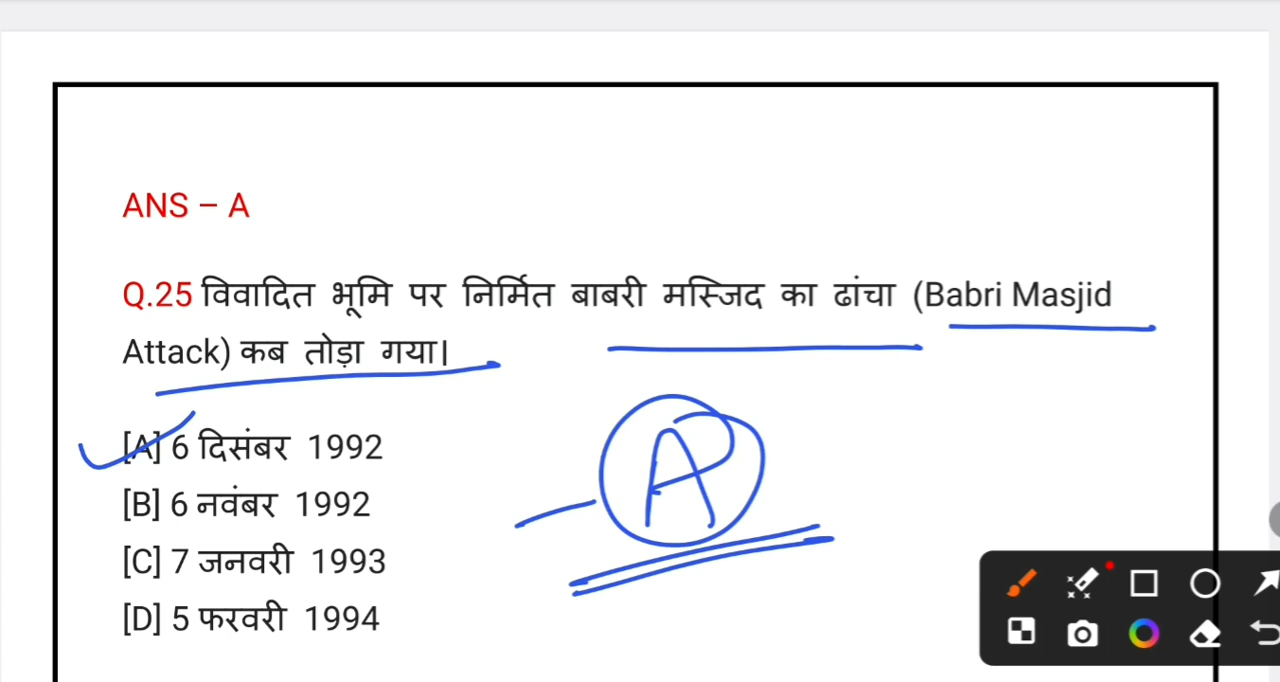 ANS – A
Q.25 विवादित भूमि पर निर्मित बाबरी मस्जिद का ढांचा (Babri Masjid
Attack) कब तोड़ा गया।
[A] 6 दिसंबर 1992
A
[B] 6 नवंबर 1992
[C] 7 जनवरी 1993
[D] 5 फरवरी 1994